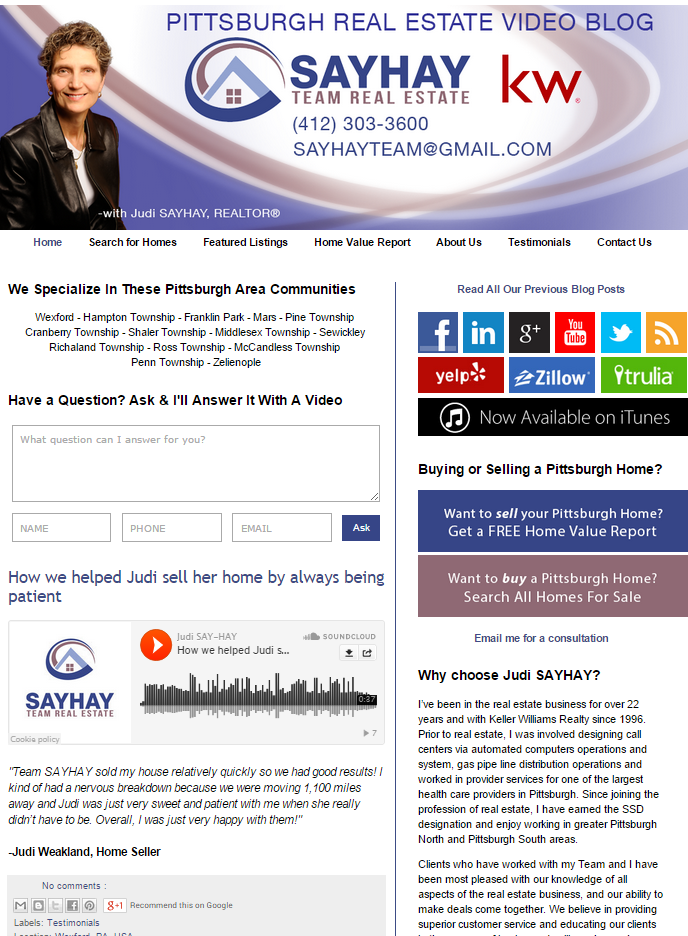 PITTSBURGH REAL ESTATE VIDEO BLOG
SAYHAY
TEAM REAL ESTATE
kw
(412) 303-3600
SAYHAYTEAM@GMAIL.COM
-with Judi SAYHAY, REALTOR®
Home Search for Homes Featured Listings Home Value Report About Us Testimonials Contact Us
We Specialize In These Pittsburgh Area Communities
Wexford - Hampton Township - Franklin Park - Mars - Pine Township
Cranberry Township - Shaler Township - Middlesex Township - Sewickley
Richaland Township - Ross Township - McCandless Township
Penn Township - Zelienople
Have a Question? Ask & I'll Answer It With A Video
What question can I answer for you?
NAME PHONE EMAIL Ask
How we helped Judi sell her home by always being
patient
Judi SAY-HAY
SOUNDCLOUD
How we helped Judi s...
SAYHAY
TEAM REAL ESTATE
0:37
Cookie policy
7
"Team SAYHAY sold my house relatively quickly so we had good results! I
kind of had a nervous breakdown because we were moving 1,100 miles
away and Judi was just very sweet and patient with me when she really
didn't have to be. Overall, I was just very happy with them!"
-Judi Weakland, Home Seller
No comments :
g+1 Recommend this on Google
Labels: Testimonials
Location: Wexford, PA, USA
Read All Our Previous Blog Posts
f in g+ You Tube
yelp Zillow trulia
Now Available on iTunes
Buying or Selling a Pittsburgh Home?
Want to sell your Pittsburgh Home?
Get a FREE Home Value Report
Want to buy a Pittsburgh Home?
Search All Homes For Sale
Email me for a consultation
Why choose Judi SAYHAY?
I've been in the real estate business for over 22
years and with Keller Williams Realty since 1996.
Prior to real estate, I was involved designing call
centers via automated computers operations and
system, gas pipe line distribution operations and
worked in provider services for one of the largest
health care providers in Pittsburgh. Since joining the
profession of real estate, I have earned the SSD
designation and enjoy working in greater Pittsburgh
North and Pittsburgh South areas.
Clients who have worked with my Team and I have
been most pleased with our knowledge of all
aspects of the real estate business, and our ability to
make deals come together. We believe in providing
superior customer service and educating our clients